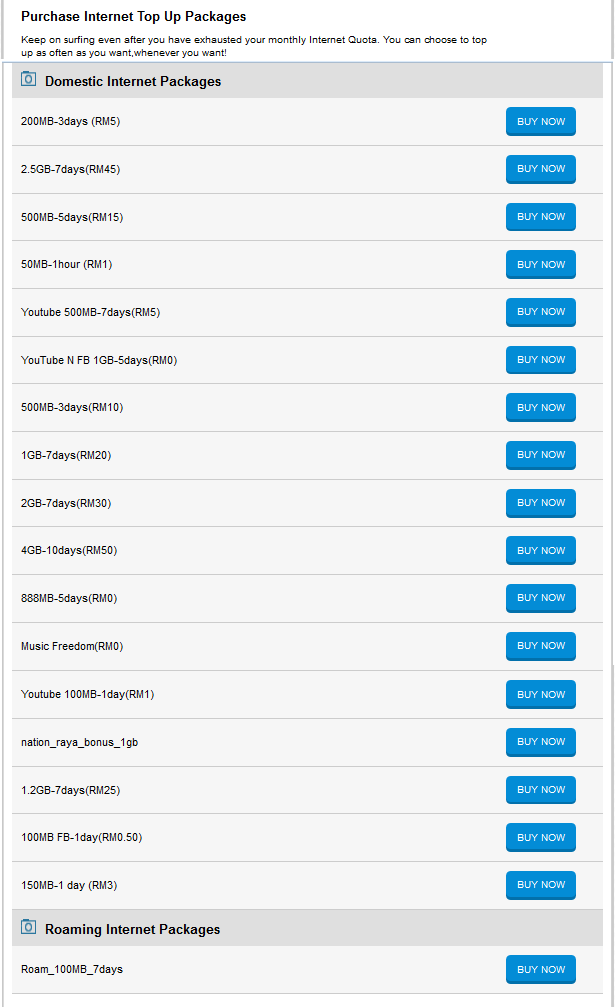 Purchase Internet Top Up Packages
Keep on surfing even after you have exhausted your monthly Internet Quota. You can choose to top
up as often as you want,whenever you want!
Domestic Internet Packages
200MB-3days (RM5) BUY NOW
2.5GB-7days(RM45) BUY NOW
500MB-5days(RM15) BUY NOW
50MB-1hour (RM1) BUY NOW
Youtube 500MB-7days(RM5) BUY NOW
YouTube N FB 1GB-5days(RM0) BUY NOW
500MB-3days(RM10) BUY NOW
1GB-7days(RM20) BUY NOW
2GB-7days(RM30) BUY NOW
4GB-10days(RM50) BUY NOW
888MB-5days(RM0) BUY NOW
Music Freedom(RM0) BUY NOW
Youtube 100MB-1day(RM1) BUY NOW
nation_raya_bonus_1gb BUY NOW
1.2GB-7days(RM25) BUY NOW
100MB FB-1day(RM0.50) BUY NOW
150MB-1 day (RM3) BUY NOW
Roaming Internet Packages
Roam_100MB_7days BUY NOW